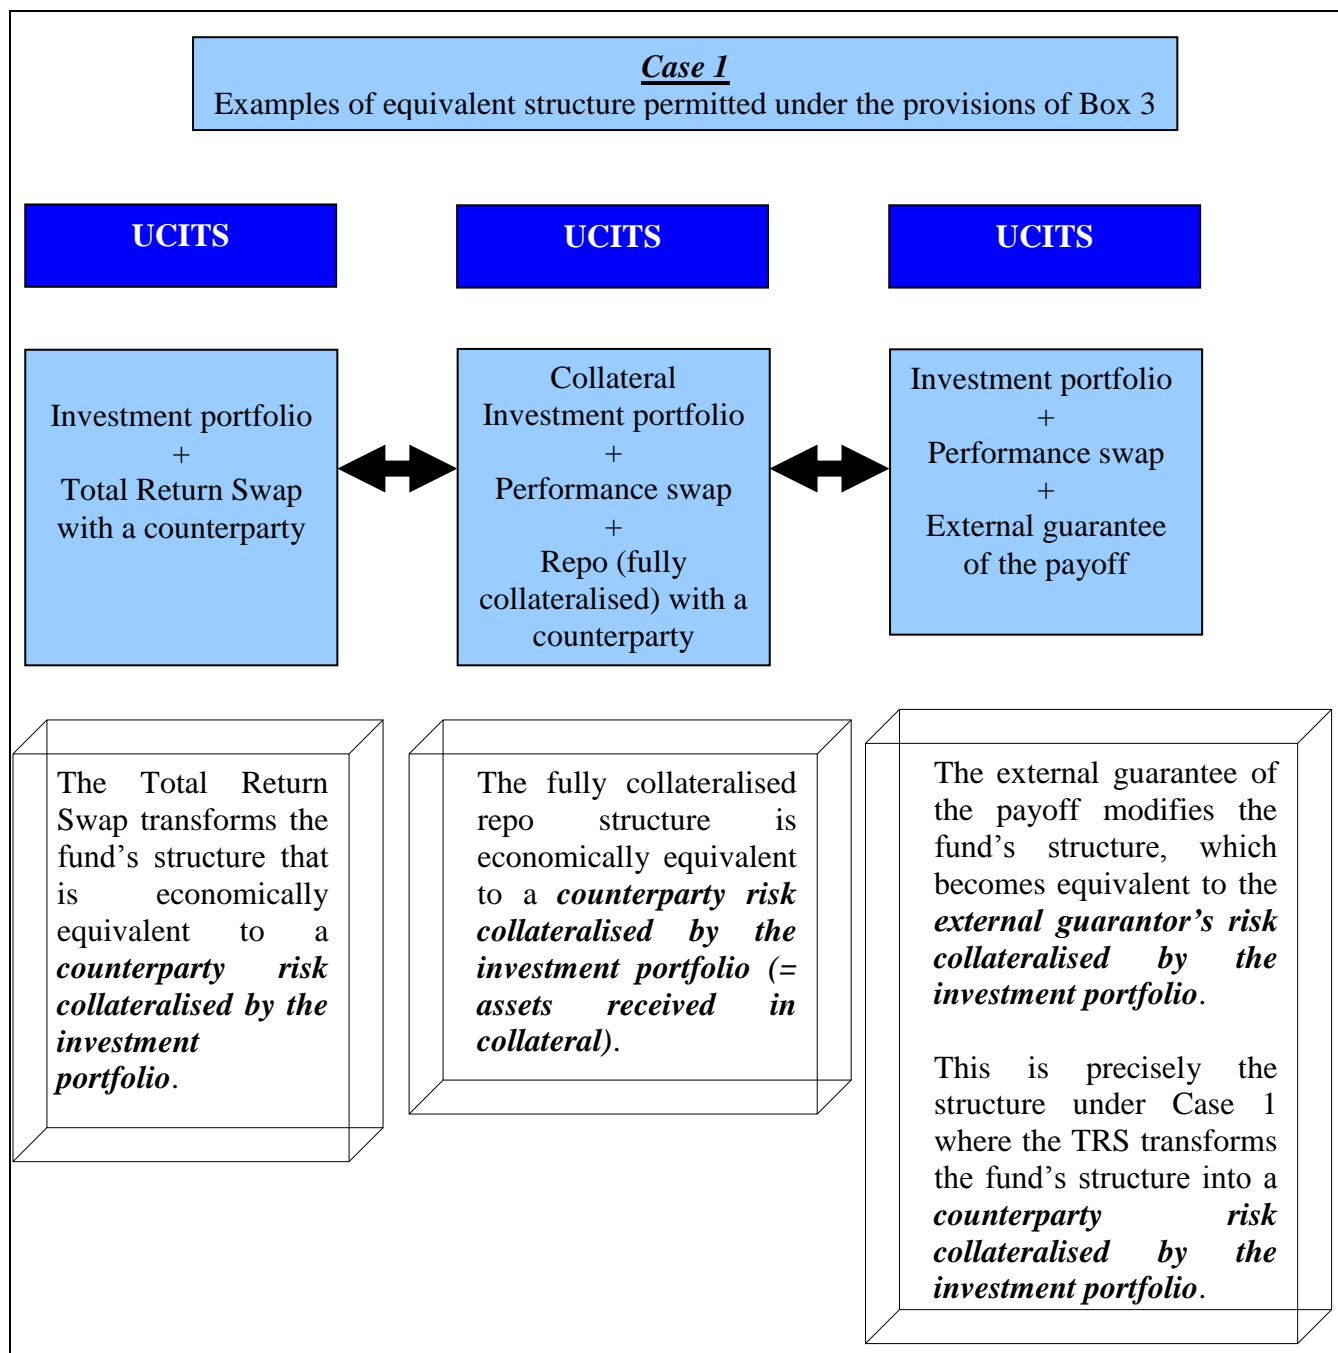 Case 1
Examples of equivalent structure permitted under the provisions of Box 3
UCITS
UCITS
UCITS
Investment portfolio
+
Total Return Swap
with a counterparty
Collateral
Investment portfolio
+
Performance swap
+
Repo (fully
collateralised) with a
counterparty
Investment portfolio
+
Performance swap
+
External guarantee
of the payoff
The Total Return
Swap transforms the
fund’s structure that
is economically
equivalent to a
counterparty risk
collateralised by the
investment
portfolio.
The fully collateralised
repo structure is
economically equivalent
to a counterparty risk
collateralised by the
investment portfolio (=
assets received in
collateral).
The external guarantee of
the payoff modifies the
fund’s structure, which
becomes equivalent to the
external guarantor’s risk
collateralised by the
investment portfolio.
This is precisely the
structure under Case 1
where the TRS transforms
the fund’s structure into a
counterparty risk
collateralised by the
investment portfolio.